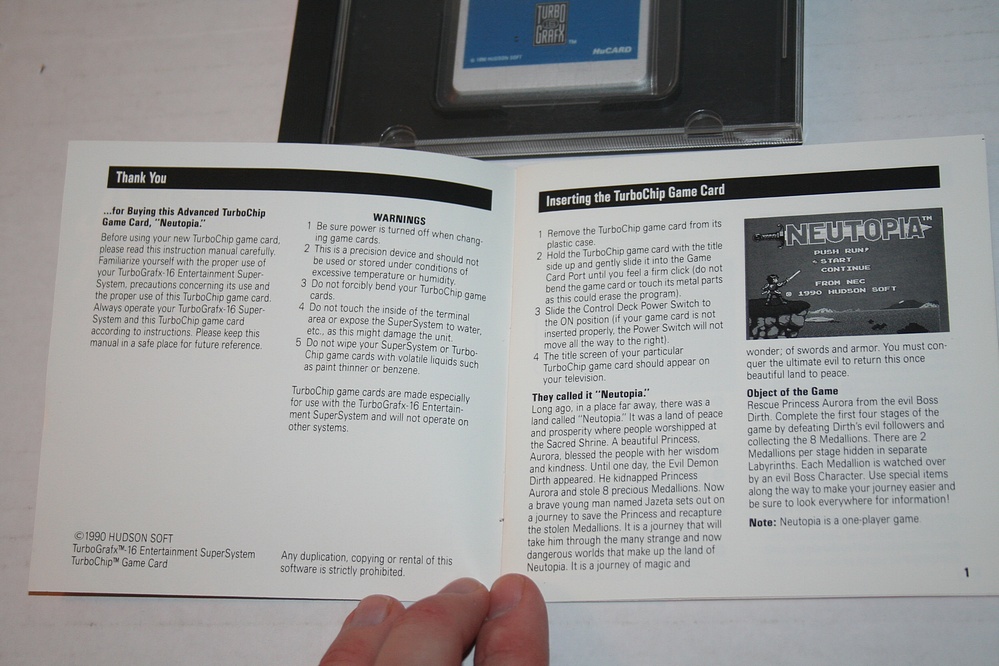 TURBO
GRAFX
TM
© 1990 HUDSON SOFT
HuCARD
Thank You
...for Buying this Advanced TurboChip
Game Card, "Neutopia."
Before using your new TurboChip game card,
please read this instruction manual carefully.
Familiarize yourself with the proper use of
your TurboGrafx-16 Entertainment Super-
System, precautions concerning its use and
the proper use of this TurboChip game card.
Always operate your TurboGrafx-16 Super-
System and this TurboChip game card
according to instructions. Please keep this
manual in a safe place for future reference.
©1990 HUDSON SOFT
TurboGrafx™-16 Entertainment SuperSystem
TurboChip™ Game Card
WARNINGS
1 Be sure power is turned off when chang-
ing game cards.
2 This is a precision device and should not
be used or stored under conditions of
excessive temperature or humidity.
3 Do not forcibly bend your TurboChip game
cards.
4 Do not touch the inside of the terminal
area or expose the SuperSystem to water,
etc., as this might damage the unit.
5 Do not wipe your SuperSystem or Turbo-
Chip game cards with volatile liquids such
as paint thinner or benzene.
TurboChip game cards are made especially
for use with the TurboGrafx-16 Entertain-
ment SuperSystem and will not operate on
other systems.
Any duplication, copying or rental of this
software is strictly prohibited.
Inserting the TurboChip Game Card
1 Remove the TurboChip game card from its
plastic case.
2 Hold the TurboChip game card with the title
side up and gently slide it into the Game
Card Port until you feel a firm click (do not
bend the game card or touch its metal parts
as this could erase the program).
3 Slide the Control Deck Power Switch to
the ON position (if your game card is not
inserted properly, the Power Switch will not
move all the way to the right).
4 The title screen of your particular
TurboChip game card should appear on
your television.
They called it "Neutopia."
Long ago, in a place far away, there was a
land called "Neutopia." It was a land of peace
and prosperity where people worshipped at
the Sacred Shrine. A beautiful Princess,
Aurora, blessed the people with her wisdom
and kindness. Until one day, the Evil Demon
Dirth appeared. He kidnapped Princess
Aurora and stole 8 precious Medallions. Now
a brave young man named Jazeta sets out on
a journey to save the Princess and recapture
the stolen Medallions. It is a journey that will
take him through the many strange and now
dangerous worlds that make up the land of
Neutopia. It is a journey of magic and
NEUTOPIA™
PUSH RUN!
START
CONTINUE
FROM NEC
© 1990 HUDSON SOFT
wonder; of swords and armor. You must con-
quer the ultimate evil to return this once
beautiful land to peace.
Object of the Game
Rescue Princess Aurora from the evil Boss
Dirth. Complete the first four stages of the
game by defeating Dirth's evil followers and
collecting the 8 Medallions. There are 2
Medallions per stage hidden in separate
Labyrinths. Each Medallion is watched over
by an evil Boss Character. Use special items
along the way to make your journey easier and
be sure to look everywhere for information!
Note: Neutopia is a one-player game.
1